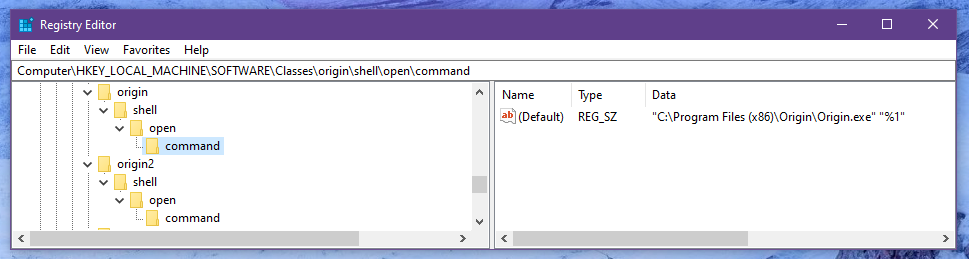 Registry Editor
File Edit View Favorites Help
Computer\HKEY_LOCAL_MACHINE\SOFTWARE\Classes\origin\shell\open\command
origin
shell
open
command
origin2
shell
open
command
Name Type Data
ab (Default) REG_SZ "C:\Program Files (x86)\Origin\Origin.exe" "%1"